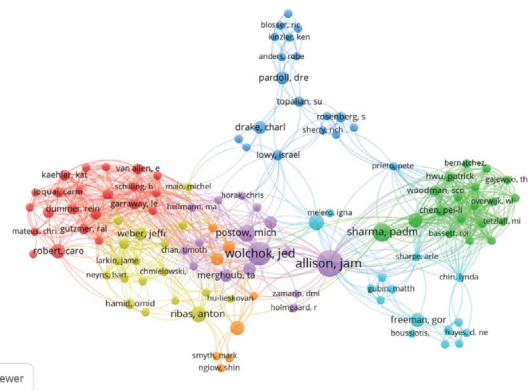 blosser, ric
kinzler, ken
anders, robe
pardoll, dre
topalian, su
rosenberg, s
drake, charl
sherry, rich
lowy, israel
prieto, pete
bernatchez,
van allen, e
kaehler, kat
hwu, patrick
gajewski, th
schilling, b
maio, michel
woodman, sco
loquai, carm
horak, chris
overwijk, wi
garraway, le
heilmann, ma
dummer, rein
melero, igna
chen, pei-li
tetzlaff, mi
mateus, chri
gutzmer, ral
weber, jeffr
postow, mich
sharma, padm
bassett, rol
robert, caro
chan, timoth
wolchok, jed
sharpe, arle
larkin, jame
allison, jam
neyns, bart
chmielowski,
merghoub, ta
chin, lynda
gubin, matth
hu-lieskovan
zamarin, dmi
hamid, omid
holmgaard, r
ribas, anton
freeman, gor
boussiotis,
hayes, d. ne
smyth, mark
ngiow, shin
ewer